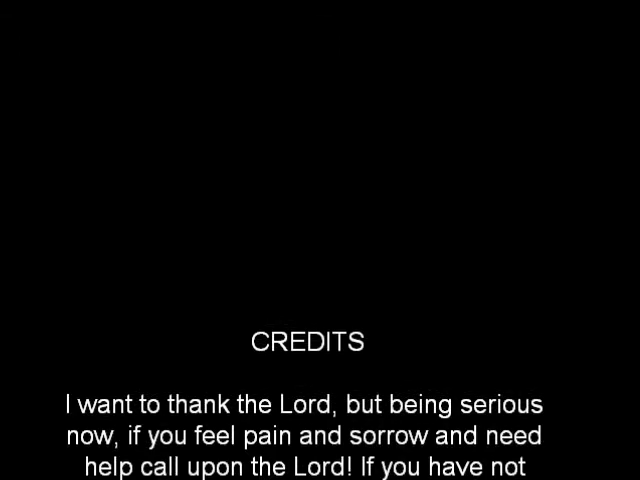 CREDITS
I want to thank the Lord, but being serious
now, if you feel pain and sorrow and need
help call upon the Lord! If you have not